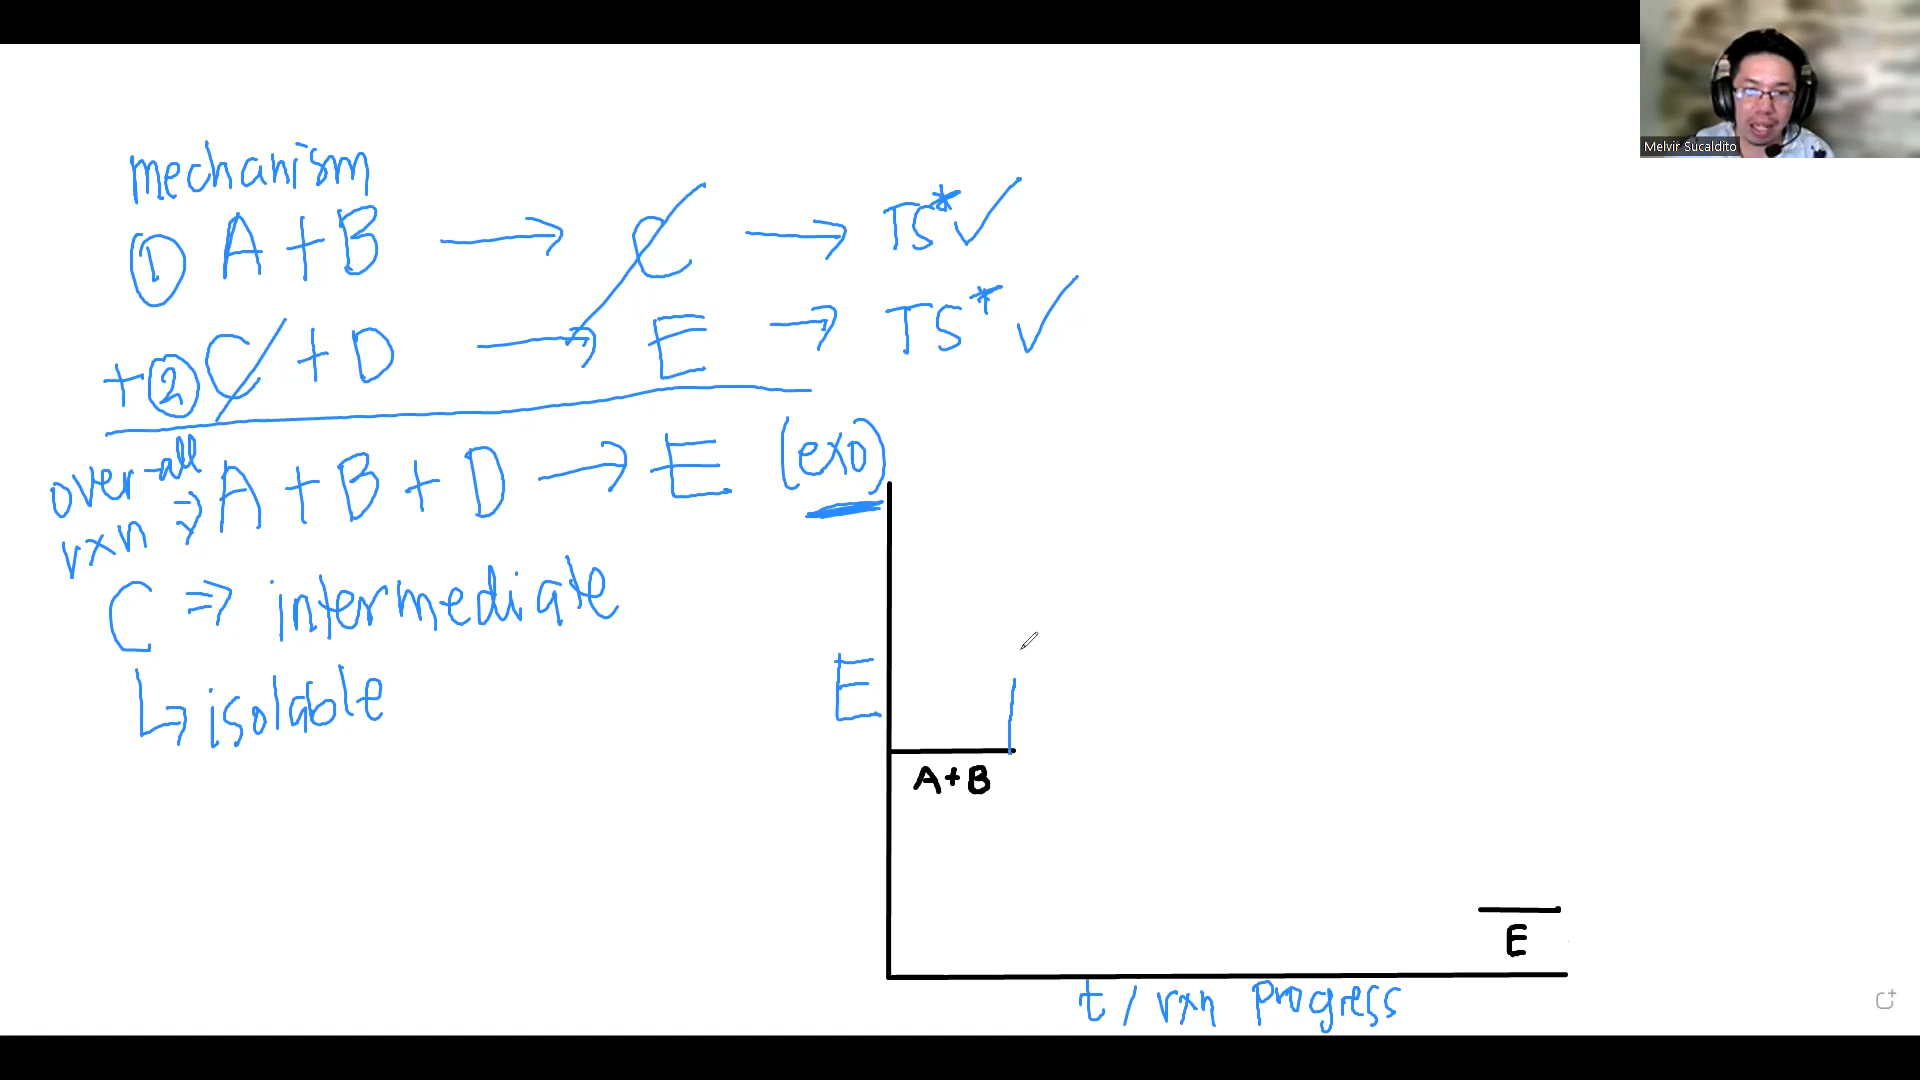 Melvir Sucaldito
mechanism
① A + B → C → TS* ✓
+ ② C + D → E → TS* ✓
over-all
rxn ⇒ A + B + D → E (exo)
C ⇒ intermediate
↳ isolable
E
A+B
E
t / rxn progress